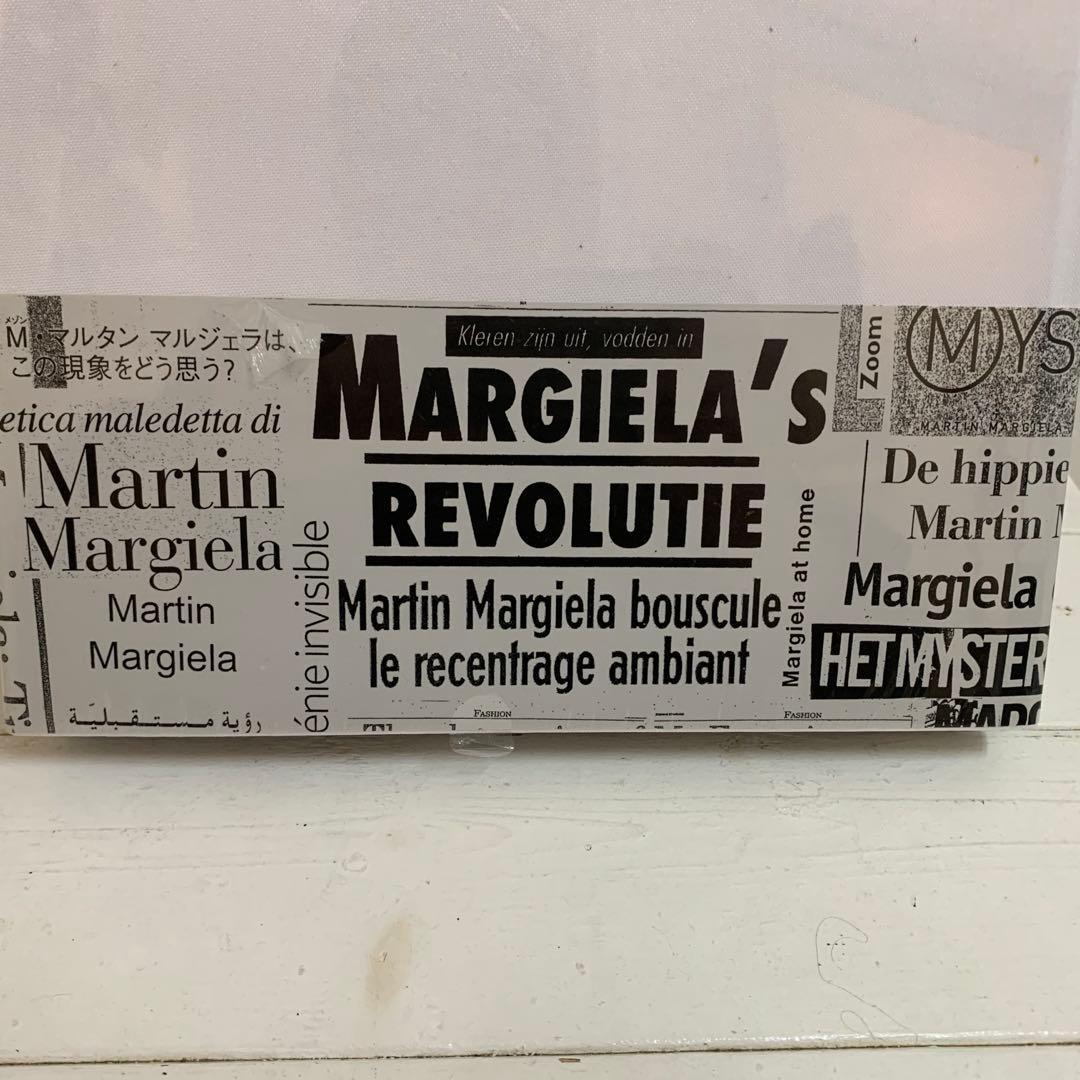 メゾン
M・マルタン マルジェラは、
この現象をどう思う?
etica maledetta di
Martin
Margiela
Martin
Margiela
رؤية مستقبليّة
énie invisible
Kleren zijn uit, vodden in
MARGIELA'S
REVOLUTIE
Martin Margiela bouscule
le recentrage ambiant
FASHION
FASHION
Margiela at home
Zoom
MYS
MARTIN MARGIELA
De hippie
Martin
Margiela
HET MYSTER